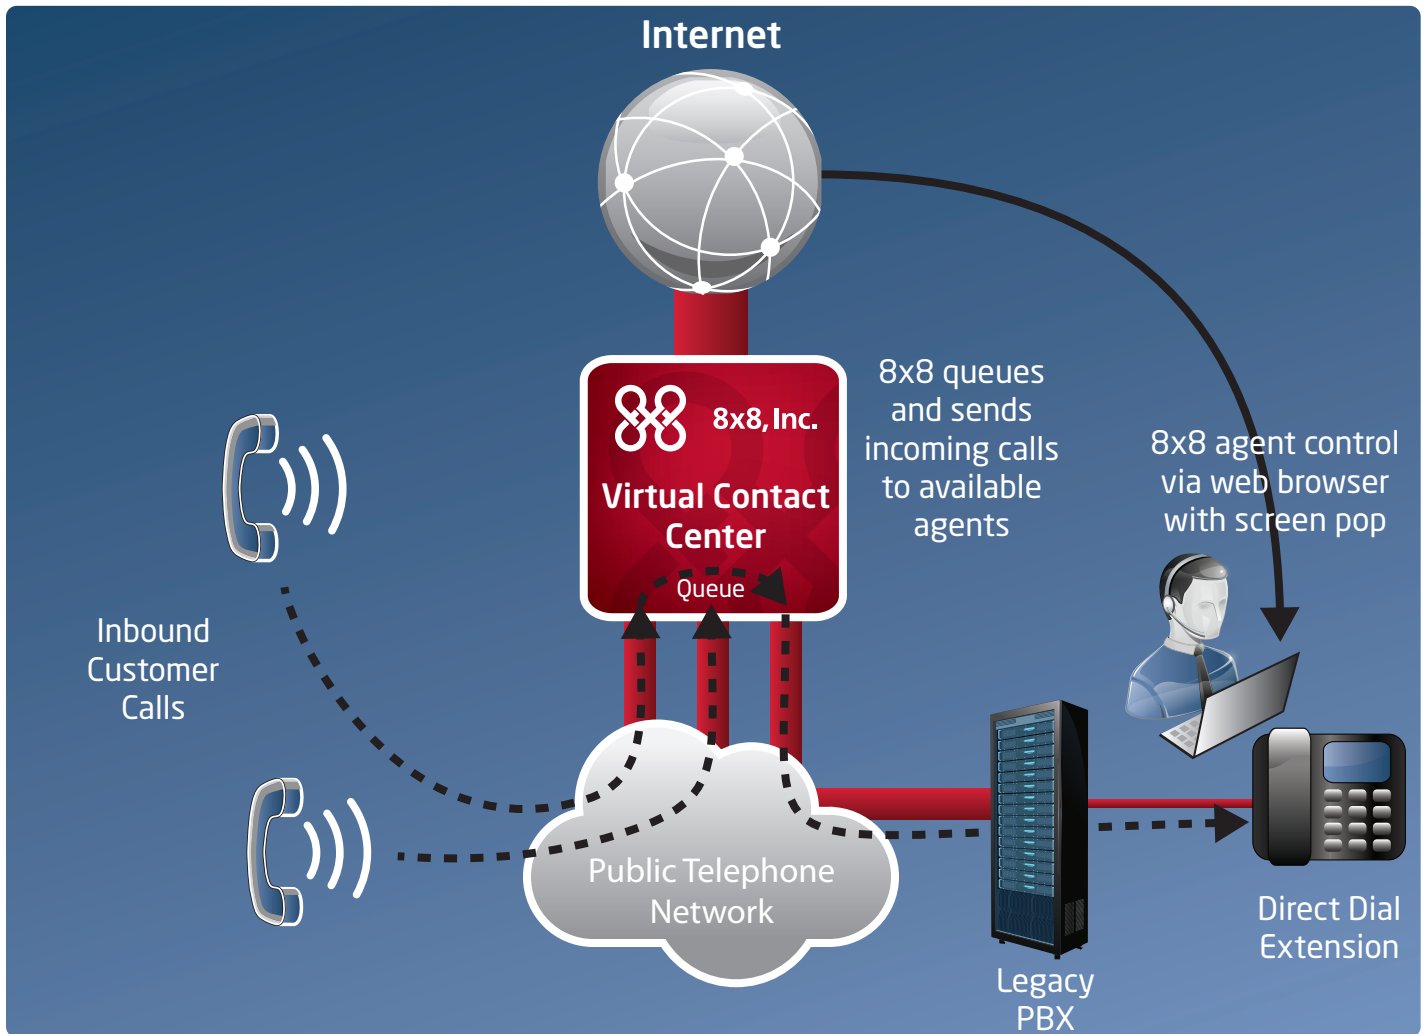 Internet
8x8, Inc.
Virtual Contact
Center
Queue
8x8 queues
and sends
incoming calls
to available
agents
8x8 agent control
via web browser
with screen pop
Inbound
Customer
Calls
Public Telephone
Network
Direct Dial
Extension
Legacy
PBX